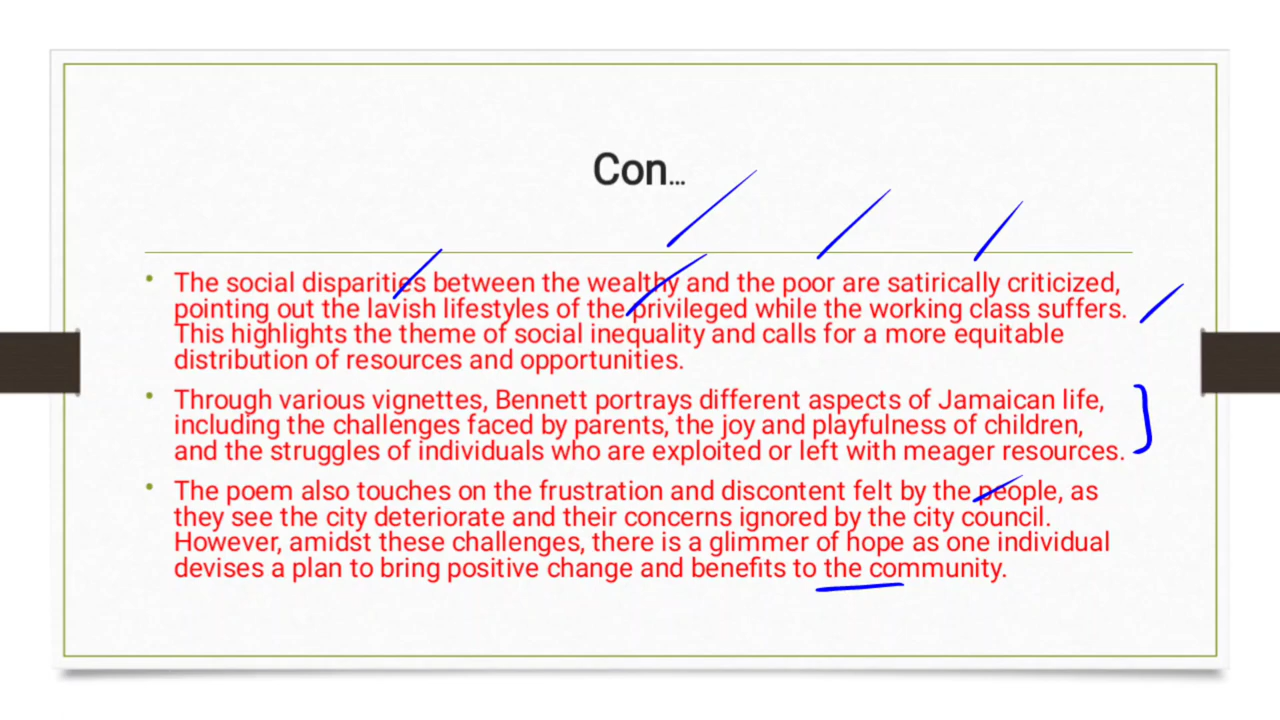 Con...
• The social disparities between the wealthy and the poor are satirically criticized,
pointing out the lavish lifestyles of the privileged while the working class suffers.
This highlights the theme of social inequality and calls for a more equitable
distribution of resources and opportunities.
• Through various vignettes, Bennett portrays different aspects of Jamaican life,
including the challenges faced by parents, the joy and playfulness of children,
and the struggles of individuals who are exploited or left with meager resources.
• The poem also touches on the frustration and discontent felt by the people, as
they see the city deteriorate and their concerns ignored by the city council.
However, amidst these challenges, there is a glimmer of hope as one individual
devises a plan to bring positive change and benefits to the community.